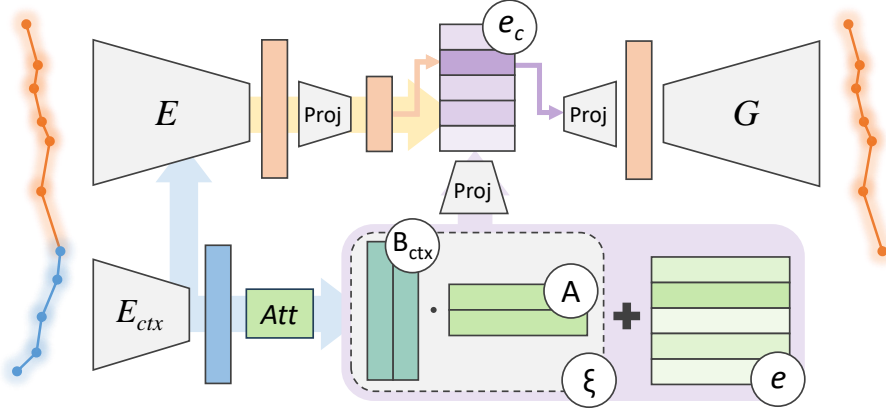 e_c
E
Proj
Proj
G
Proj
B_ctx
E_ctx
Att
·
A
+
ξ
e